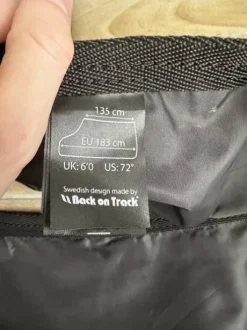 135 cm
EU 183 cm
UK: 6'0 US: 72"
Swedish design made by
Back on Track®